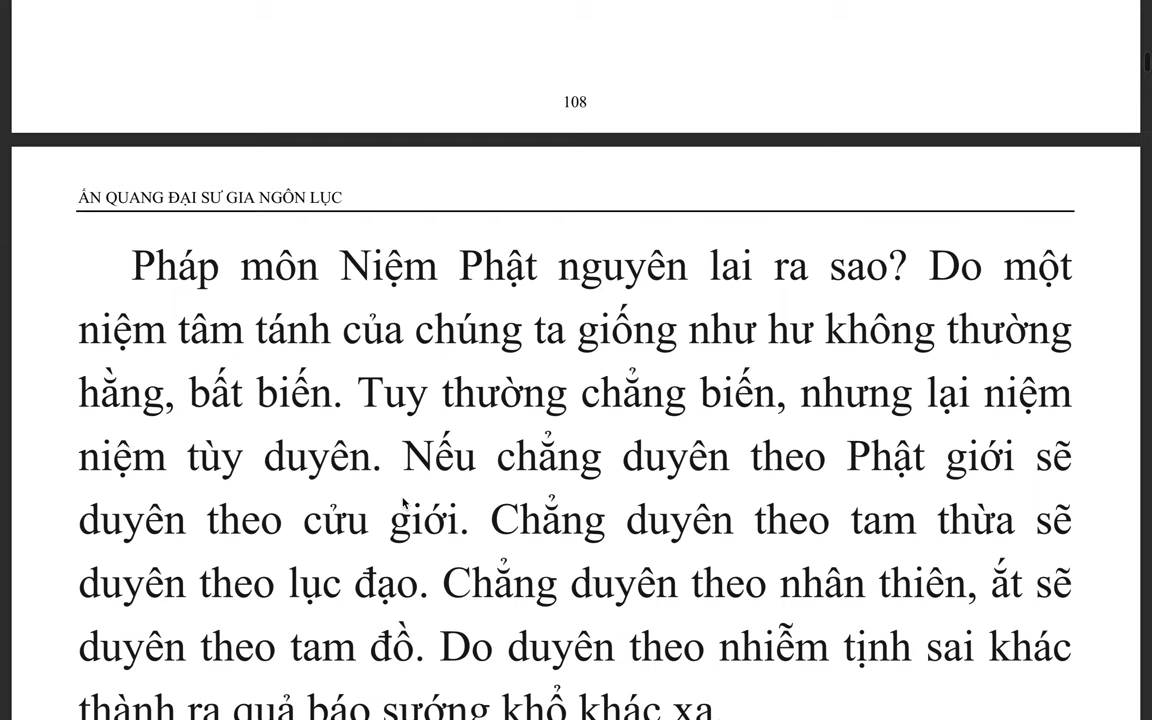 108
ẤN QUANG ĐẠI SƯ GIA NGÔN LỤC
Pháp môn Niệm Phật nguyên lai ra sao? Do một
niệm tâm tánh của chúng ta giống như hư không thường
hằng, bất biến. Tuy thường chẳng biến, nhưng lại niệm
niệm tùy duyên. Nếu chẳng duyên theo Phật giới sẽ
duyên theo cửu giới. Chẳng duyên theo tam thừa sẽ
duyên theo lục đạo. Chẳng duyên theo nhân thiên, ắt sẽ
duyên theo tam đồ. Do duyên theo nhiễm tịnh sai khác
thành ra quả báo sướng khổ khác xa.